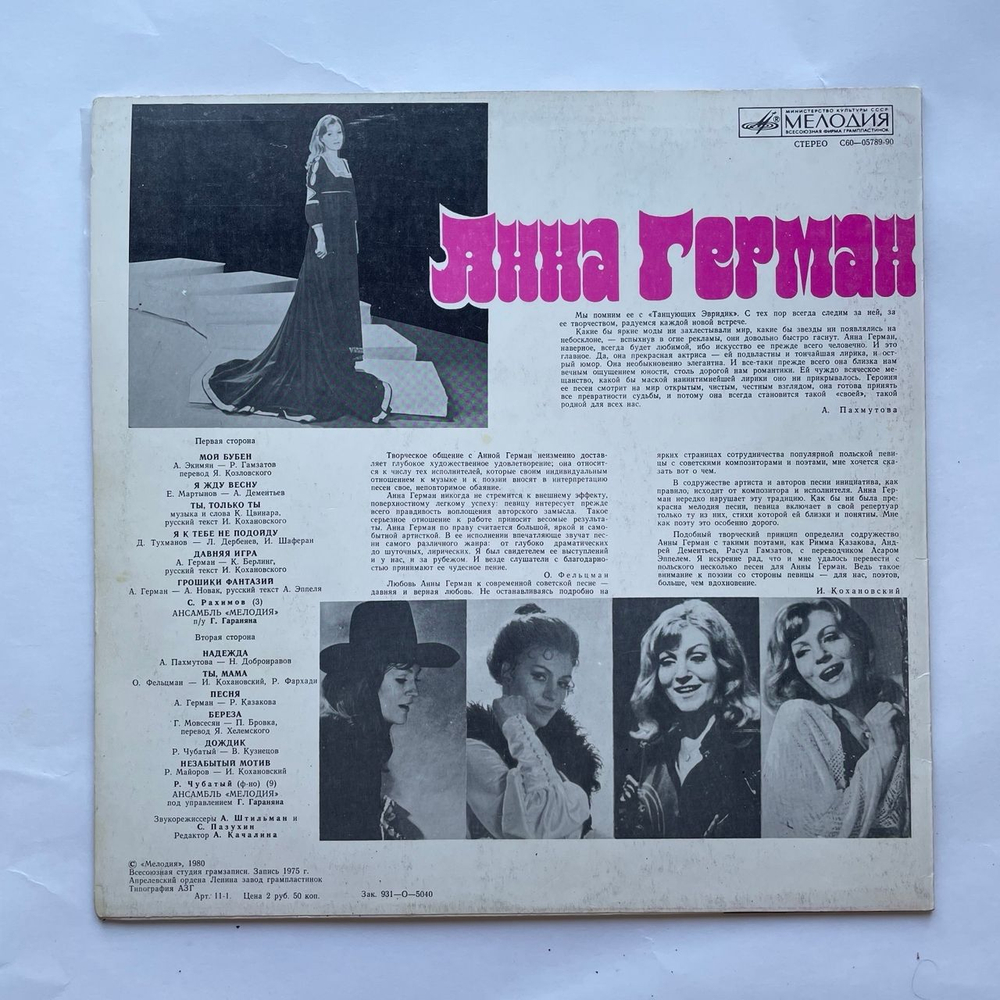 МИНИСТЕРСТВО КУЛЬТУРЫ СССР
МЕЛОДИЯ
ВСЕСОЮЗНАЯ ФИРМА ГРАМПЛАСТИНОК
СТЕРЕО С60—05789-90
Анна Герман
Мы помним ее с «Танцующих Эвридик». С тех пор всегда следим за ней, за
ее творчеством, радуемся каждой новой встрече.
Какие бы яркие моды ни захлестывали мир, какие бы звезды ни появлялись на
небосклоне, — вспыхнув в огне рекламы, они довольно быстро гаснут. Анна Герман,
наверное, всегда будет любимой, ибо искусство ее прежде всего человечно. И это
главное. Да, она прекрасная актриса — ей подвластны и тончайшая лирика, и ост-
рый юмор. Она необыкновенно элегантна. И все-таки прежде всего она близка нам
вечным ощущением юности, столь дорогой нам романтики. Ей чуждо всяческое ме-
щанство, какой бы маской наиинтимнейшей лирики оно ни прикрывалось. Героиня
ее песен смотрит на мир открытым, чистым, честным взглядом, она готова принять
все превратности судьбы, и потому она всегда становится такой «своей», такой
родной для всех нас.
А. Пахмутова
Первая сторона
МОЙ БУБЕН
А. Экимян — Р. Гамзатов
перевод Я. Козловского
Я ЖДУ ВЕСНУ
Е. Мартынов — А. Дементьев
ТЫ, ТОЛЬКО ТЫ
музыка и слова К. Цвинара,
русский текст И. Кохановского
Я К ТЕБЕ НЕ ПОДОЙДУ
Д. Тухманов — Л. Дербенев, И. Шаферан
ДАВНЯЯ ИГРА
А. Герман — К. Берлинг,
русский текст И. Кохановского
ГРОШИКИ ФАНТАЗИЙ
А. Герман — А. Новак, русский текст А. Эппеля
С. Рахимов (3)
АНСАМБЛЬ «МЕЛОДИЯ»
п/у Г. Гараняна
Вторая сторона
НАДЕЖДА
А. Пахмутова — Н. Добронравов
ТЫ, МАМА
О. Фельцман — И. Кохановский, Р. Фархади
ПЕСНЯ
А. Герман — Р. Казакова
БЕРЕЗА
Г. Мовсесян — П. Бровка,
перевод Я. Хелемского
ДОЖДИК
Р. Чубатый — В. Кузнецов
НЕЗАБЫТЫЙ МОТИВ
Р. Майоров — И. Кохановский
Р. Чубатый (ф-но) (9)
АНСАМБЛЬ «МЕЛОДИЯ»
под управлением Г. Гараняна
Звукорежиссеры А. Штильман и
С. Пазухин
Редактор А. Качалина
Творческое общение с Анной Герман неизменно достав-
ляет глубокое художественное удовлетворение; она относит-
ся к числу тех исполнителей, которые своим индивидуальным
отношением к музыке и к поэзии вносят в интерпретацию
песен свое, неповторимое обаяние.
Анна Герман никогда не стремится к внешнему эффекту,
поверхностному легкому успеху: певицу интересует прежде
всего правдивость воплощения авторского замысла. Такое
серьезное отношение к работе приносит весомые результа-
ты. Анна Герман по праву считается большой, яркой и само-
бытной артисткой. В ее исполнении впечатляюще звучат пес-
ни самого различного жанра: от глубоко драматических
до шуточных, лирических. Я был свидетелем ее выступлений
и у нас, и за рубежом. И везде слушатели с благодарно-
стью принимают ее чудесное пение.
О. Фельцман
Любовь Анны Герман к современной советской песне —
давняя и верная любовь. Не останавливаясь подробно на
ярких страницах сотрудничества популярной польской певи-
цы с советскими композиторами и поэтами, мне хочется ска-
зать вот о чем.
В содружестве артиста и авторов песни инициатива, как
правило, исходит от композитора и исполнителя. Анна Гер-
ман нередко нарушает эту традицию. Как бы ни была пре-
красна мелодия песни, певица включает в свой репертуар
только ту из них, стихи которой ей близки и понятны. Мне
как поэту это особенно дорого.
Подобный творческий принцип определил содружество
Анны Герман с такими поэтами, как Римма Казакова, Анд-
рей Дементьев, Расул Гамзатов, с переводчиком Асаром
Эппелем. Я искренне рад, что и мне удалось перевести с
польского несколько песен для Анны Герман. Ведь такое
внимание к поэзии со стороны певицы — для нас, поэтов,
больше, чем вдохновение.
И. Кохановский
© «Мелодия», 1980
Всесоюзная студия грамзаписи. Запись 1975 г.
Апрелевский ордена Ленина завод грампластинок
Типография АЗГ
Арт. 11-1. Цена 2 руб. 50 коп. Зак. 931—О—5040